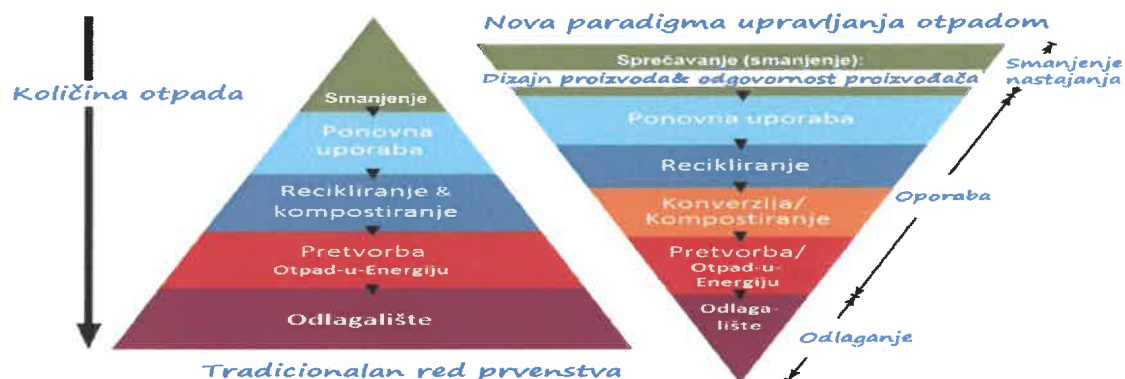 Nova paradigma upravljanja otpadom
Količina otpada
Smanjenje
Ponovna
uporaba
Recikliranje &
kompostiranje
Pretvorba
Otpad-u-Energiju
Odlagalište
Tradicionalan red prvenstva
Sprečavanje (smanjenje):
Dizajn proizvoda& odgovornost proizvođača
Ponovna uporaba
Recikliranje
Konverzija/
Kompostiranje
Pretvorba/
Otpad-u-
Energiju
Odlaga-
lište
Smanjenje
nastajanja
Oporaba
Odlaganje